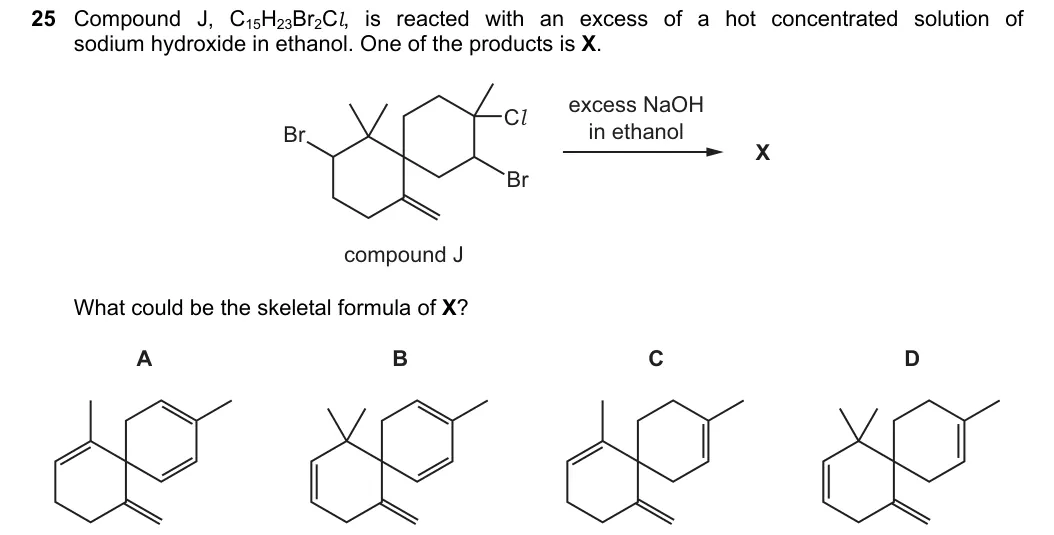 25 Compound J, C₁₅H₂₃Br₂Cl, is reacted with an excess of a hot concentrated solution of
sodium hydroxide in ethanol. One of the products is X.
Cl
Br
Br
compound J
excess NaOH
in ethanol
X
What could be the skeletal formula of X?
A B C D